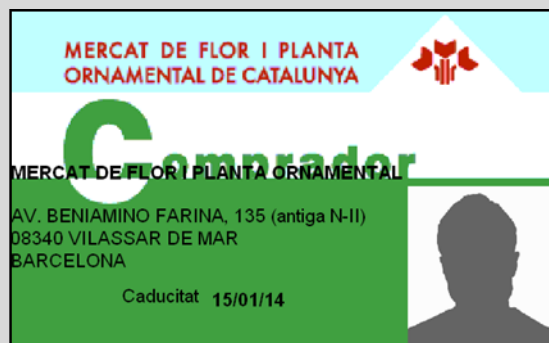 MERCAT DE FLOR I PLANTA
ORNAMENTAL DE CATALUNYA
Comprador
MERCAT DE FLOR I PLANTA ORNAMENTAL
AV. BENIAMINO FARINA, 135 (antiga N-II)
08340 VILASSAR DE MAR
BARCELONA
Caducitat 15/01/14